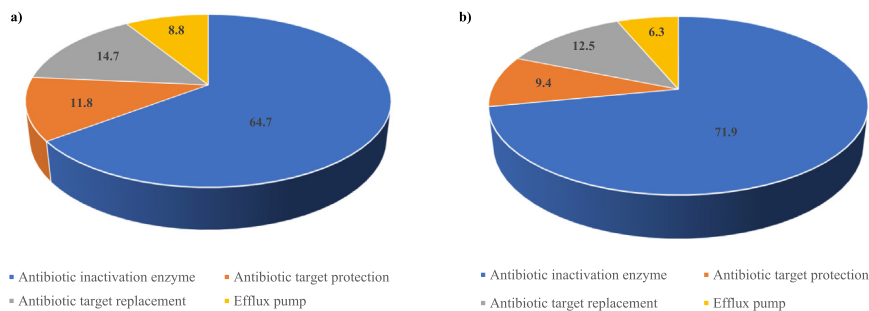 a)
8.8
14.7
11.8
64.7
Antibiotic inactivation enzyme
Antibiotic target protection
Antibiotic target replacement
Efflux pump
b)
6.3
12.5
9.4
71.9
Antibiotic inactivation enzyme
Antibiotic target protection
Antibiotic target replacement
Efflux pump